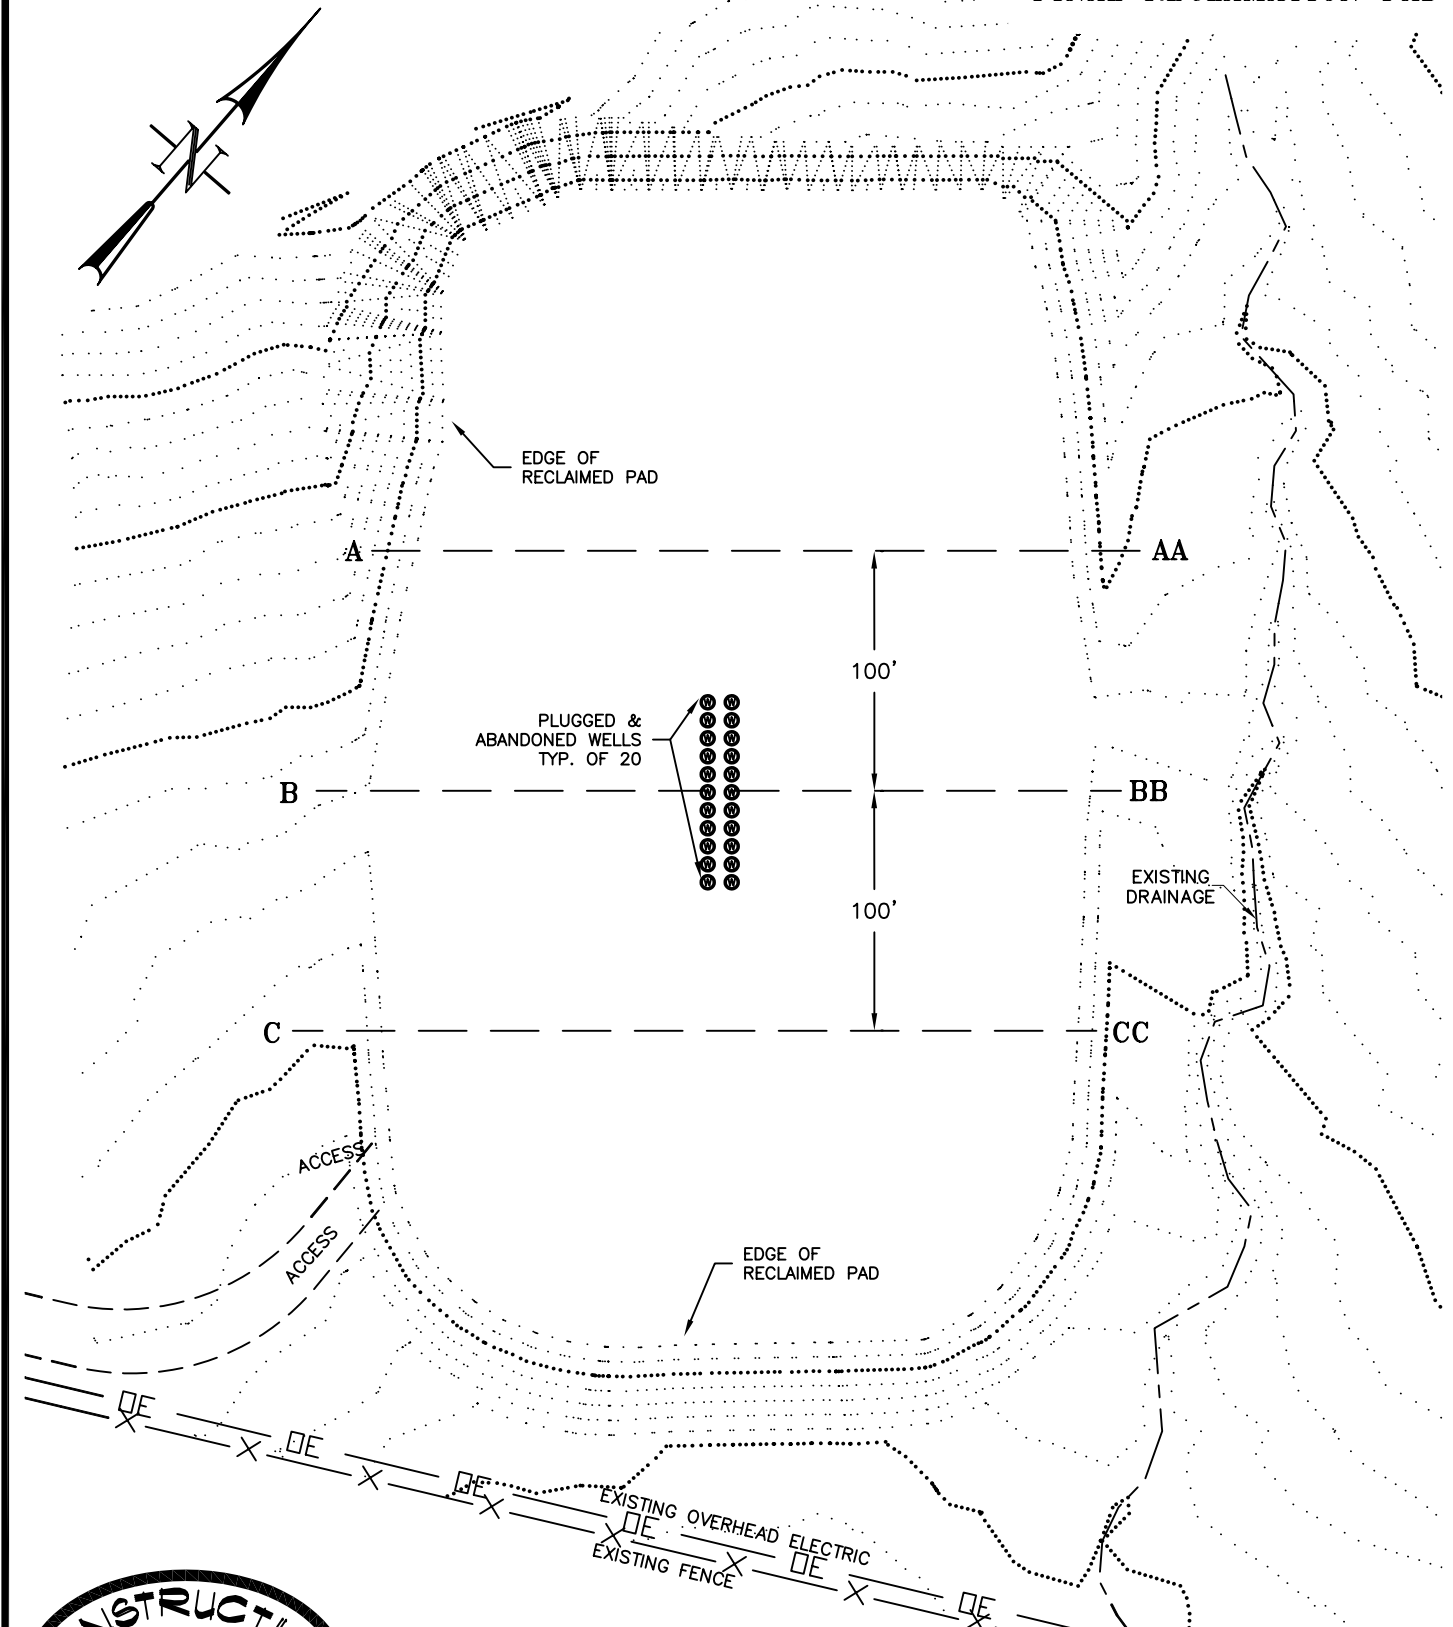 N
EDGE OF
RECLAIMED PAD
A
AA
100'
PLUGGED &
ABANDONED WELLS
TYP. OF 20
B
BB
EXISTING
DRAINAGE
100'
C
CC
ACCESS
ACCESS
EDGE OF
RECLAIMED PAD
OE
X
OE
X
X
OE
X
EXISTING OVERHEAD ELECTRIC
OE
X
EXISTING FENCE
X
OE
X
OE
X